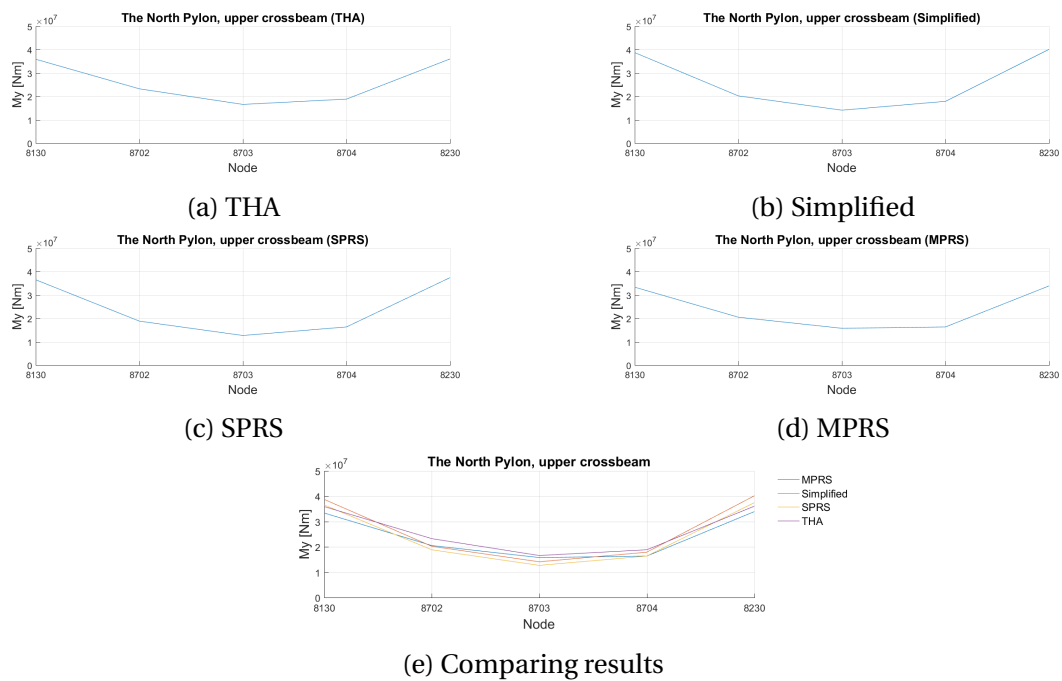 The North Pylon, upper crossbeam (THA)
×10^7
5
4
3
2
1
0
My [Nm]
8130 8702 8703 8704 8230
Node
(a) THA
The North Pylon, upper crossbeam (Simplified)
×10^7
5
4
3
2
1
0
My [Nm]
8130 8702 8703 8704 8230
Node
(b) Simplified
The North Pylon, upper crossbeam (SPRS)
×10^7
5
4
3
2
1
0
My [Nm]
8130 8702 8703 8704 8230
Node
(c) SPRS
The North Pylon, upper crossbeam (MPRS)
×10^7
5
4
3
2
1
0
My [Nm]
8130 8702 8703 8704 8230
Node
(d) MPRS
The North Pylon, upper crossbeam
×10^7
5
4
3
2
1
0
My [Nm]
8130 8702 8703 8704 8230
Node
MPRS
Simplified
SPRS
THA
(e) Comparing results